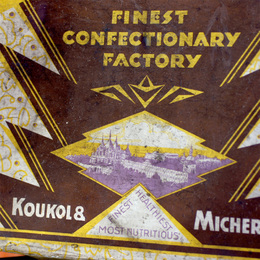 FINEST
CONFECTIONARY
FACTORY
KOUKOL &
MICHER
FINEST
HEALTHIEST
MOST NUTRITIOUS